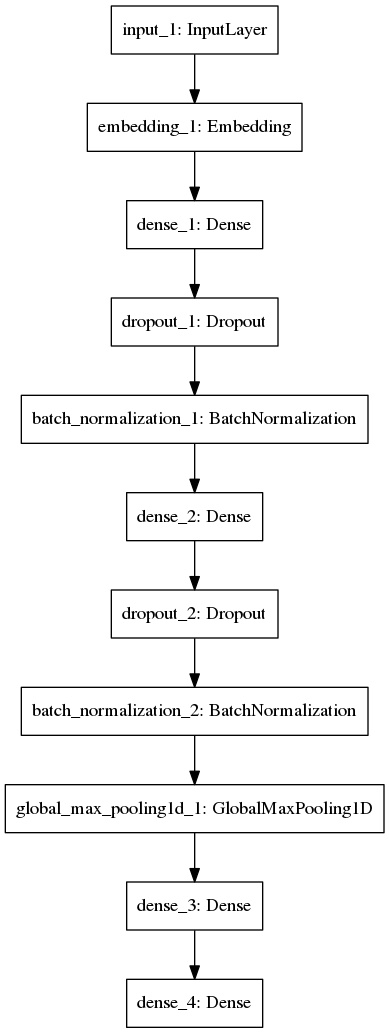 input_1: InputLayer
embedding_1: Embedding
dense_1: Dense
dropout_1: Dropout
batch_normalization_1: BatchNormalization
dense_2: Dense
dropout_2: Dropout
batch_normalization_2: BatchNormalization
global_max_pooling1d_1: GlobalMaxPooling1D
dense_3: Dense
dense_4: Dense